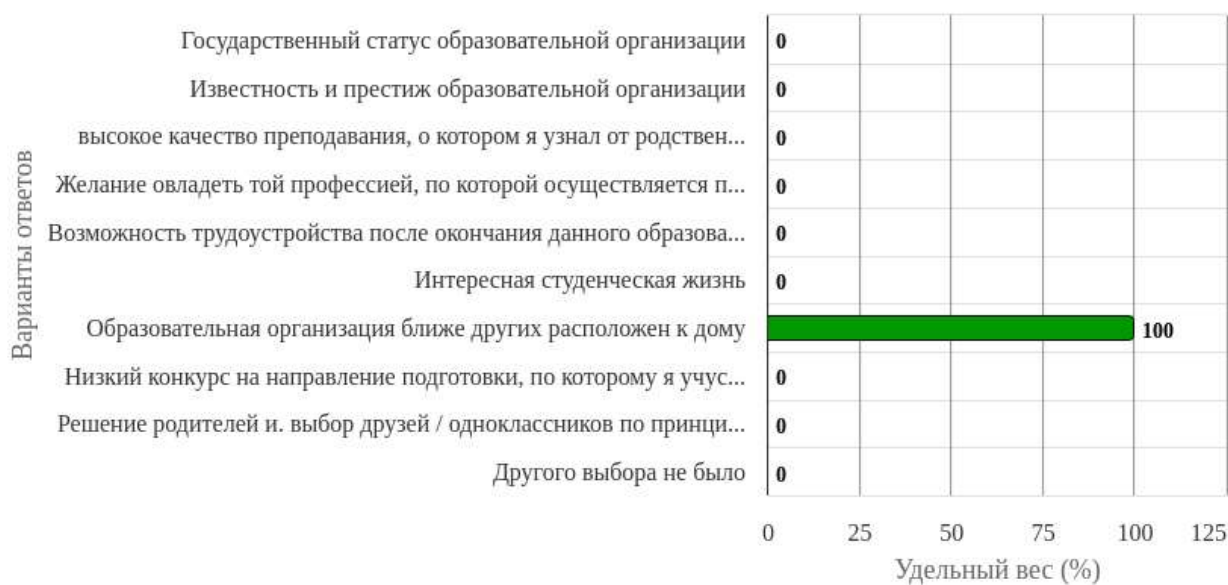 Варианты ответов
Государственный статус образовательной организации 0
Известность и престиж образовательной организации 0
высокое качество преподавания, о котором я узнал от родствен... 0
Желание овладеть той профессией, по которой осуществляется п... 0
Возможность трудоустройства после окончания данного образова... 0
Интересная студенческая жизнь 0
Образовательная организация ближе других расположен к дому 100
Низкий конкурс на направление подготовки, по которому я учус... 0
Решение родителей и. выбор друзей / одноклассников по принци... 0
Другого выбора не было 0
0 25 50 75 100 125
Удельный вес (%)